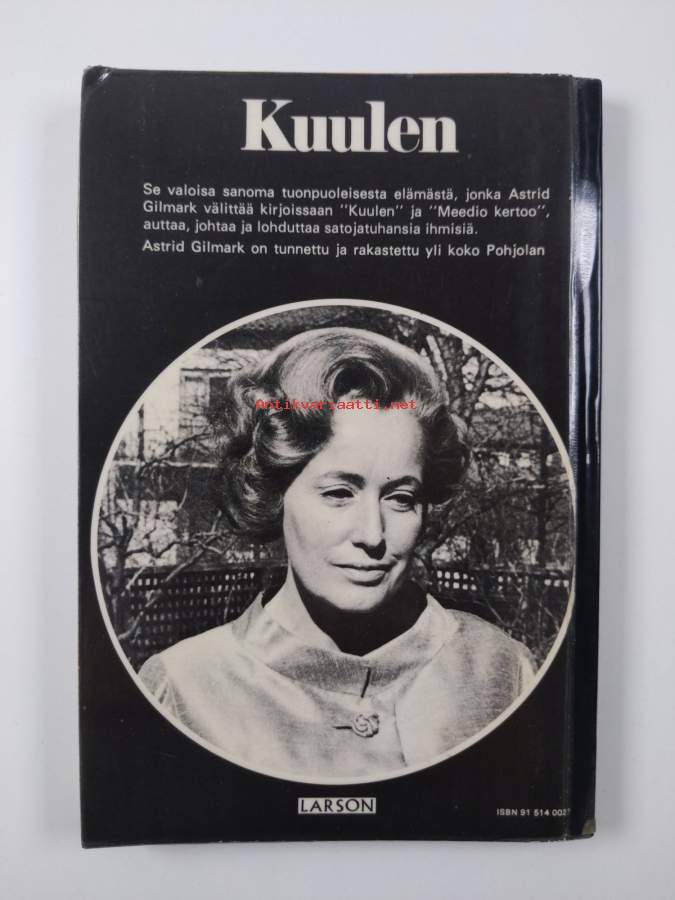 Kuulen
Se valoisa sanoma tuonpuoleisesta elämästä, jonka Astrid
Gilmark välittää kirjoissaan "Kuulen" ja "Meedio kertoo",
auttaa, johtaa ja lohduttaa satojatuhansia ihmisiä.
Astrid Gilmark on tunnettu ja rakastettu yli koko Pohjolan
Antikvariaatti.net
LARSON
ISBN 91 514